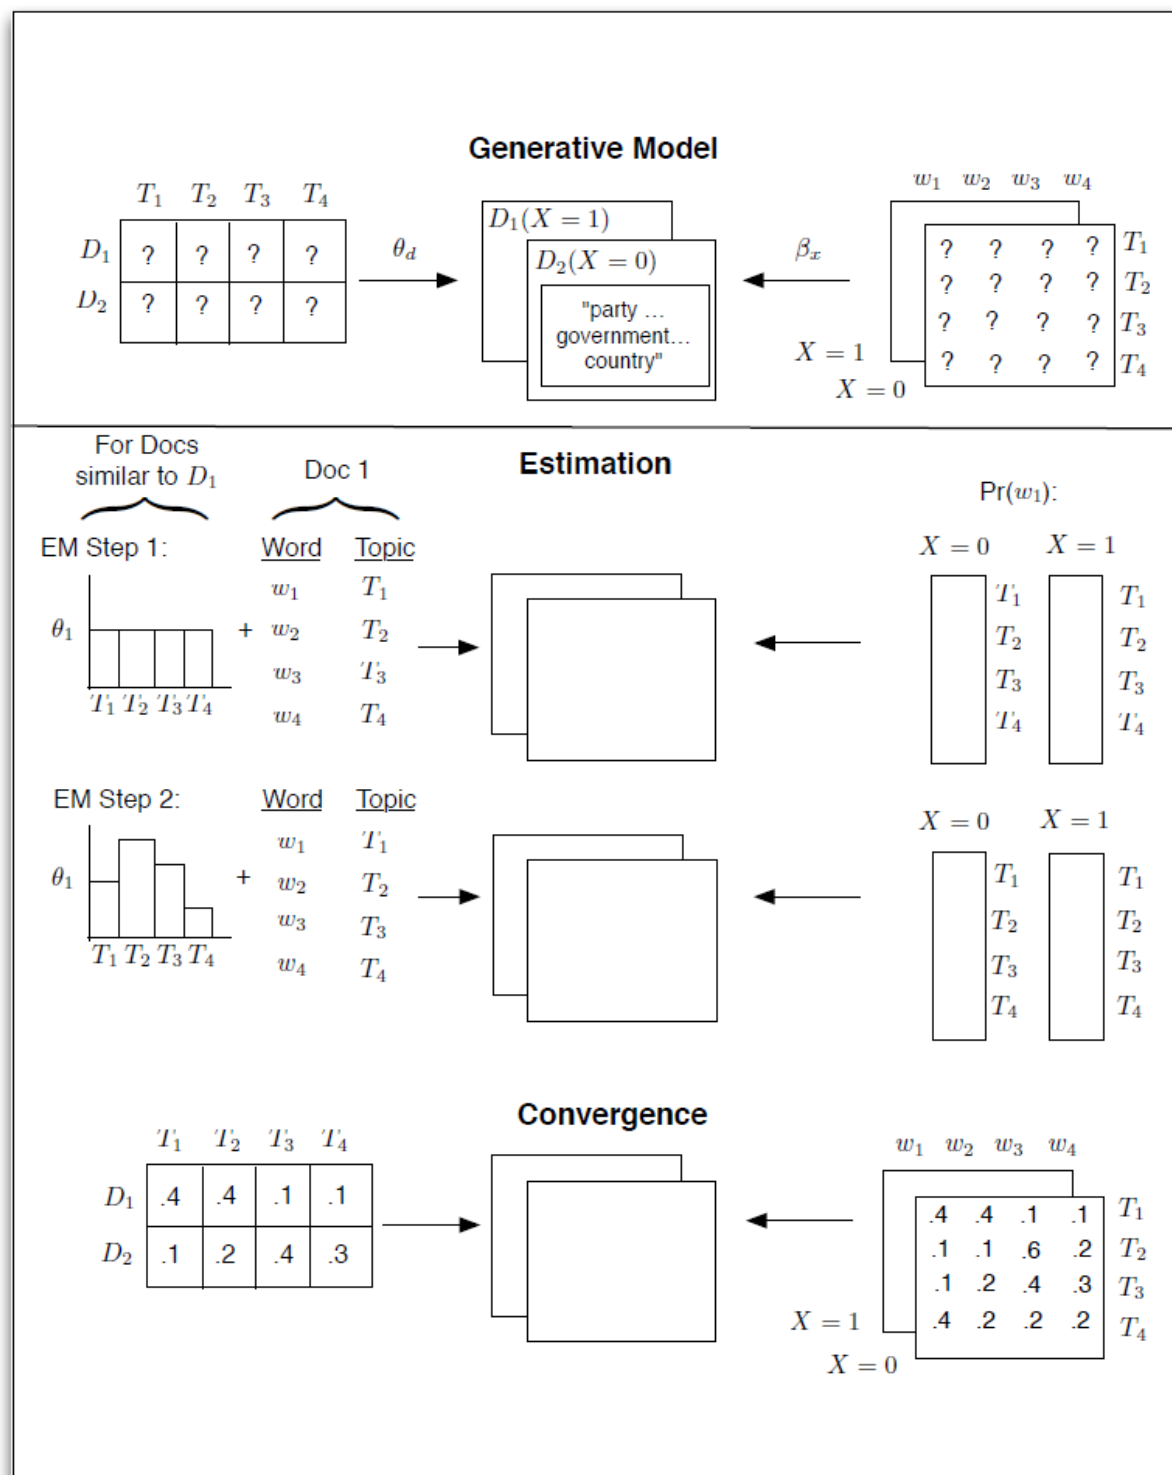 Generative Model
T₁ T₂ T₃ T₄
D₁ ? ? ? ?
D₂ ? ? ? ?
θ_d
D₁(X = 1)
D₂(X = 0)
"party ...
government...
country"
β_x
w₁ w₂ w₃ w₄
? ? ? ? T₁
? ? ? ? T₂
? ? ? ? T₃
? ? ? ? T₄
X = 1
X = 0
Estimation
For Docs
similar to D₁
Doc 1
Pr(w₁):
EM Step 1:
Word Topic
θ₁
T₁ T₂ T₃ T₄
+
w₁ T₁
w₂ T₂
w₃ T₃
w₄ T₄
X = 0 X = 1
T₁ T₁
T₂ T₂
T₃ T₃
T₄ T₄
EM Step 2:
Word Topic
θ₁
T₁ T₂ T₃ T₄
+
w₁ T₁
w₂ T₂
w₃ T₃
w₄ T₄
X = 0 X = 1
T₁ T₁
T₂ T₂
T₃ T₃
T₄ T₄
Convergence
T₁ T₂ T₃ T₄
D₁ .4 .4 .1 .1
D₂ .1 .2 .4 .3
w₁ w₂ w₃ w₄
.4 .4 .1 .1 T₁
.1 .1 .6 .2 T₂
.1 .2 .4 .3 T₃
.4 .2 .2 .2 T₄
X = 1
X = 0